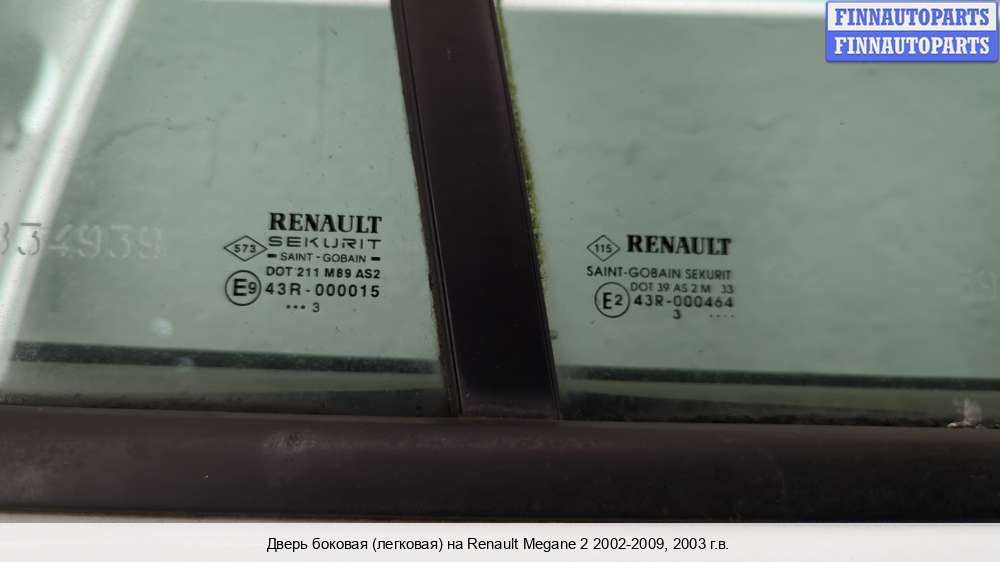 FINNAUTOPARTS
FINNAUTOPARTS
RENAULT
573 SEKURIT
SAINT-GOBAIN
DOT 211 M89 AS2
E9 43R-000015
••• 3
115 RENAULT
SAINT-GOBAIN SEKURIT
DOT 39 AS 2 M 33
E2 43R-000464
3 ••••
34939
Дверь боковая (легковая) на Renault Megane 2 2002-2009, 2003 г.в.